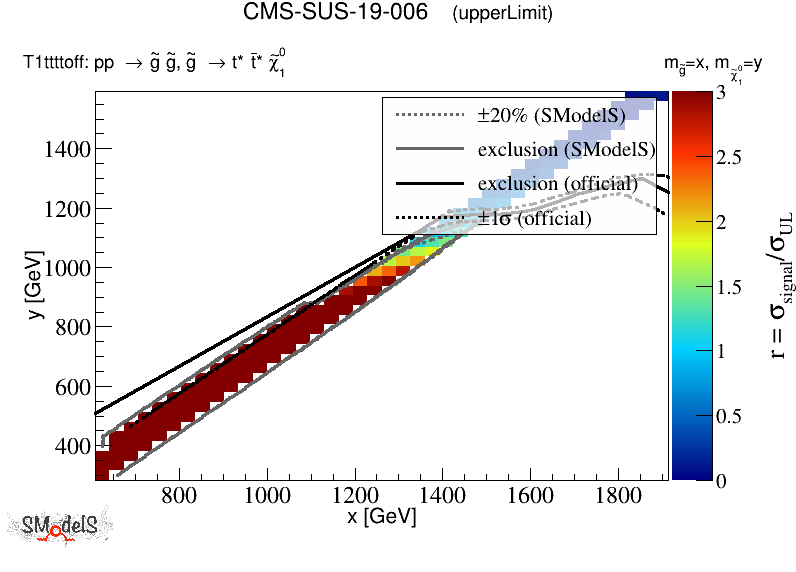 CMS-SUS-19-006 (upperLimit)
T1ttttoff: pp → g̃ g̃, g̃ → t* t̄* χ̃₁⁰
m_g̃=x, m_χ̃₁⁰=y
±20% (SModelS)
exclusion (SModelS)
exclusion (official)
±1σ (official)
1400
1200
1000
800
600
400
y [GeV]
800 1000 1200 1400 1600 1800
x [GeV]
3
2.5
2
1.5
1
0.5
0
r = σ_signal/σ_UL
SModelS